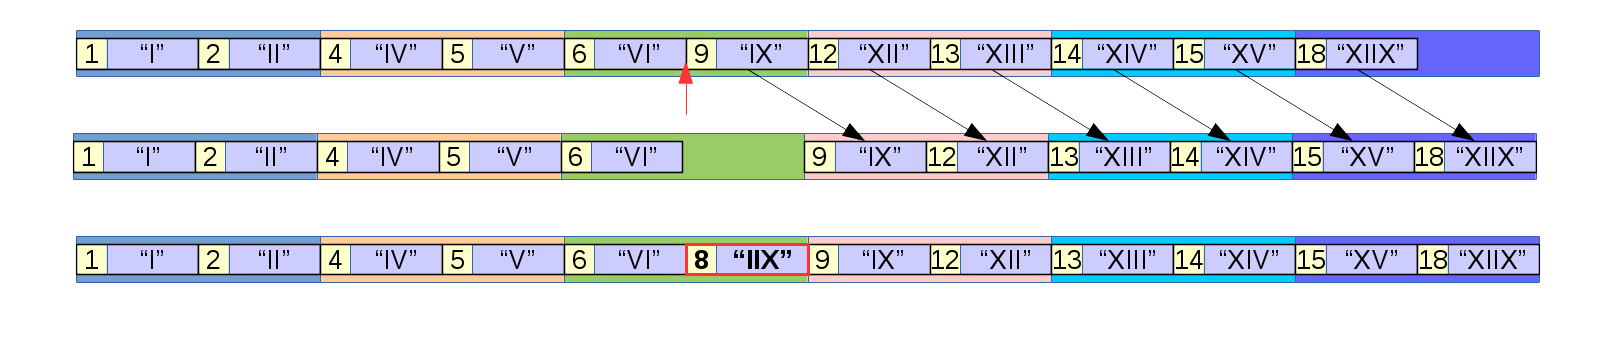 1 “I” 2 “II” 4 “IV” 5 “V” 6 “VI” 9 “IX” 12 “XII” 13 “XIII” 14 “XIV” 15 “XV” 18 “XIIX”
1 “I” 2 “II” 4 “IV” 5 “V” 6 “VI” 9 “IX” 12 “XII” 13 “XIII” 14 “XIV” 15 “XV” 18 “XIIX”
1 “I” 2 “II” 4 “IV” 5 “V” 6 “VI” 8 “IIX” 9 “IX” 12 “XII” 13 “XIII” 14 “XIV” 15 “XV” 18 “XIIX”